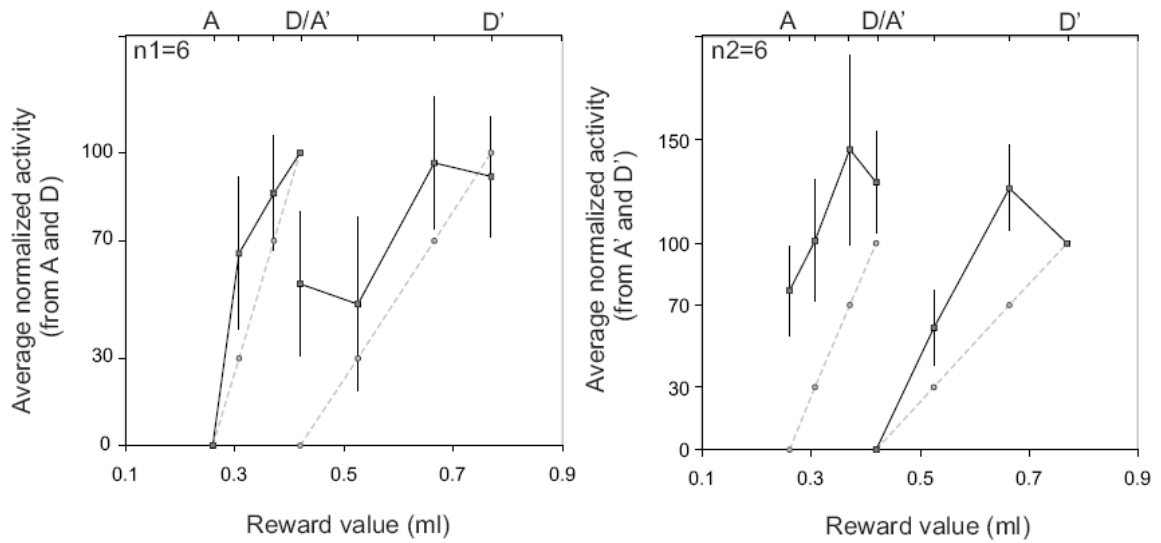 A D/A' D'
n1=6
Average normalized activity
(from A and D)
100
70
30
0
0.1 0.3 0.5 0.7 0.9
Reward value (ml)
A D/A' D'
n2=6
Average normalized activity
(from A' and D')
150
100
70
30
0
0.1 0.3 0.5 0.7 0.9
Reward value (ml)